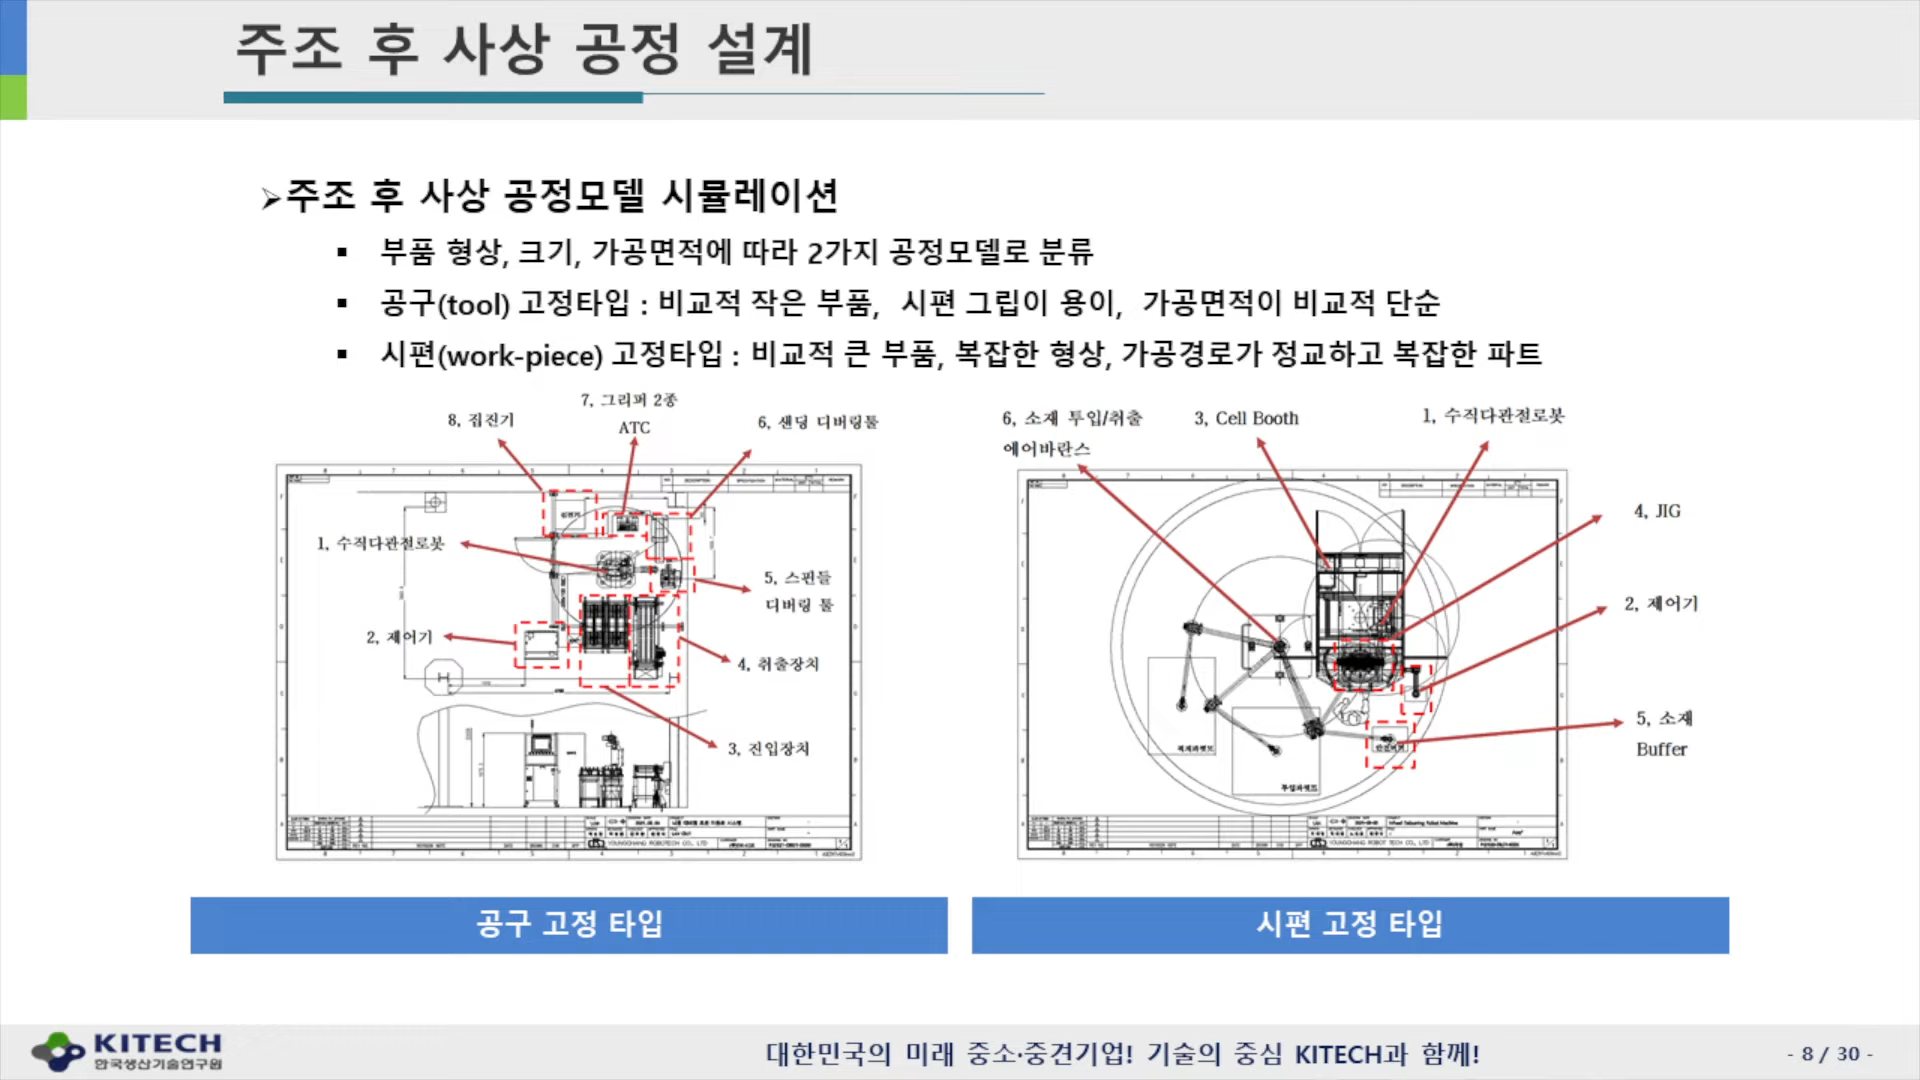 주조 후 사상 공정 설계
➢주조 후 사상 공정모델 시뮬레이션
▪ 부품 형상, 크기, 가공면적에 따라 2가지 공정모델로 분류
▪ 공구(tool) 고정타입 : 비교적 작은 부품, 시편 그립이 용이, 가공면적이 비교적 단순
▪ 시편(work-piece) 고정타입 : 비교적 큰 부품, 복잡한 형상, 가공경로가 정교하고 복잡한 파트
8, 집진기
7, 그리퍼 2종
ATC
6, 샌딩 디버링툴
1, 수직다관절로봇
5, 스핀들
디버링 툴
2, 제어기
4, 취출장치
3, 진입장치
YOUNGCHANG ROBOTECH CO., LTD
6, 소재 투입/취출
에어바란스
3, Cell Booth
1, 수직다관절로봇
4, JIG
2, 제어기
5, 소재
Buffer
YOUNGCHANG ROBOT TECH CO., LTD
공구 고정 타입
시편 고정 타입
KITECH
한국생산기술연구원
대한민국의 미래 중소·중견기업! 기술의 중심 KITECH과 함께!
- 8 / 30 -